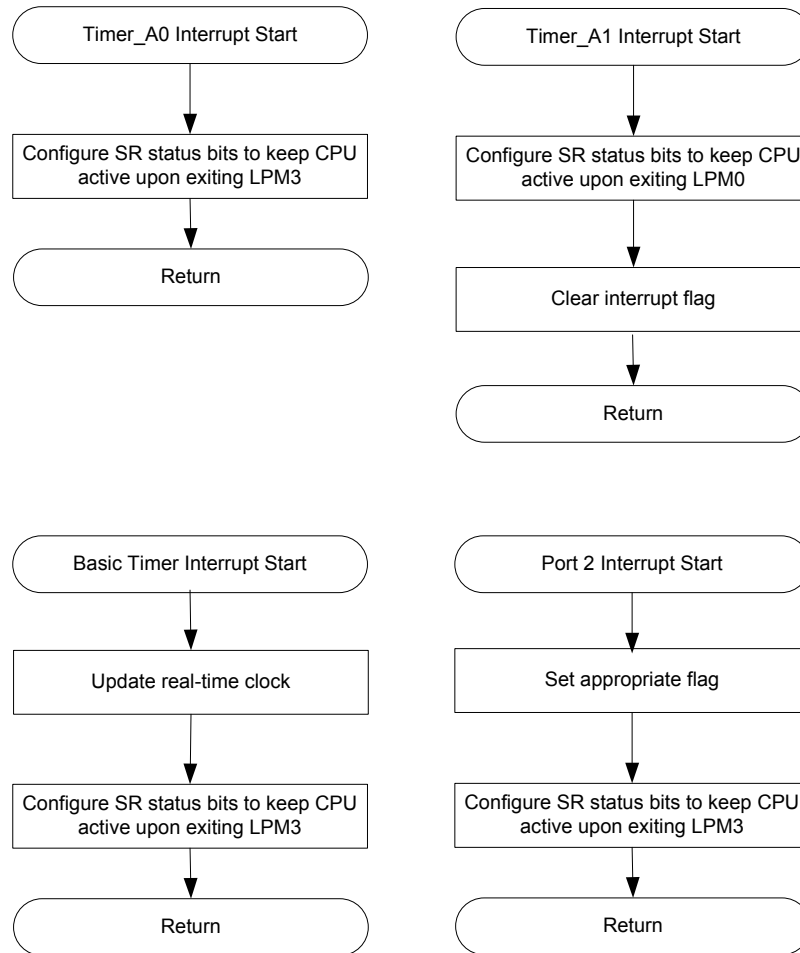 Timer_A0 Interrupt Start
Configure SR status bits to keep CPU
active upon exiting LPM3
Return
Timer_A1 Interrupt Start
Configure SR status bits to keep CPU
active upon exiting LPM0
Clear interrupt flag
Return
Basic Timer Interrupt Start
Update real-time clock
Configure SR status bits to keep CPU
active upon exiting LPM3
Return
Port 2 Interrupt Start
Set appropriate flag
Configure SR status bits to keep CPU
active upon exiting LPM3
Return